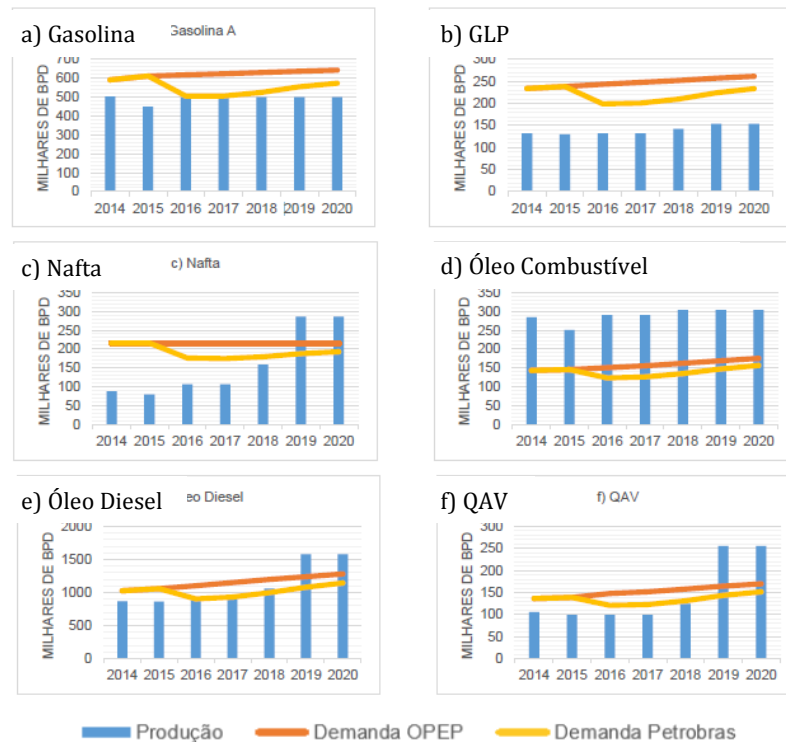 a) Gasolina
Gasolina A
MILHARES DE BPD
700
600
500
400
300
200
100
0
2014 2015 2016 2017 2018 2019 2020
b) GLP
MILHARES DE BPD
300
250
200
150
100
50
0
2014 2015 2016 2017 2018 2019 2020
c) Nafta
c) Nafta
MILHARES DE BPD
350
300
250
200
150
100
50
0
2014 2015 2016 2017 2018 2019 2020
d) Óleo Combustível
MILHARES DE BPD
350
300
250
200
150
100
50
0
2014 2015 2016 2017 2018 2019 2020
e) Óleo Diesel
eo Diesel
MILHARES DE BPD
2000
1500
1000
500
0
2014 2015 2016 2017 2018 2019 2020
f) QAV
f) QAV
MILHARES DE BPD
300
250
200
150
100
50
0
2014 2015 2016 2017 2018 2019 2020
Produção Demanda OPEP Demanda Petrobras